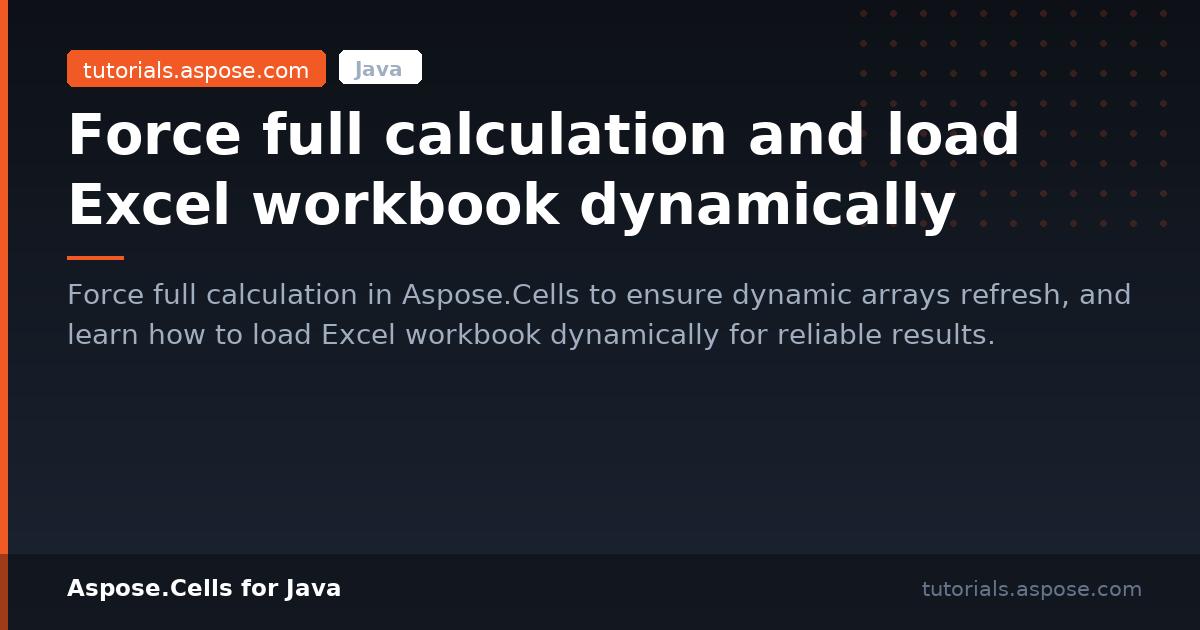 tutorials.aspose.com
Java
Force full calculation and load
Excel workbook dynamically
Force full calculation in Aspose.Cells to ensure dynamic arrays refresh, and
learn how to load Excel workbook dynamically for reliable results.
Aspose.Cells for Java
tutorials.aspose.com